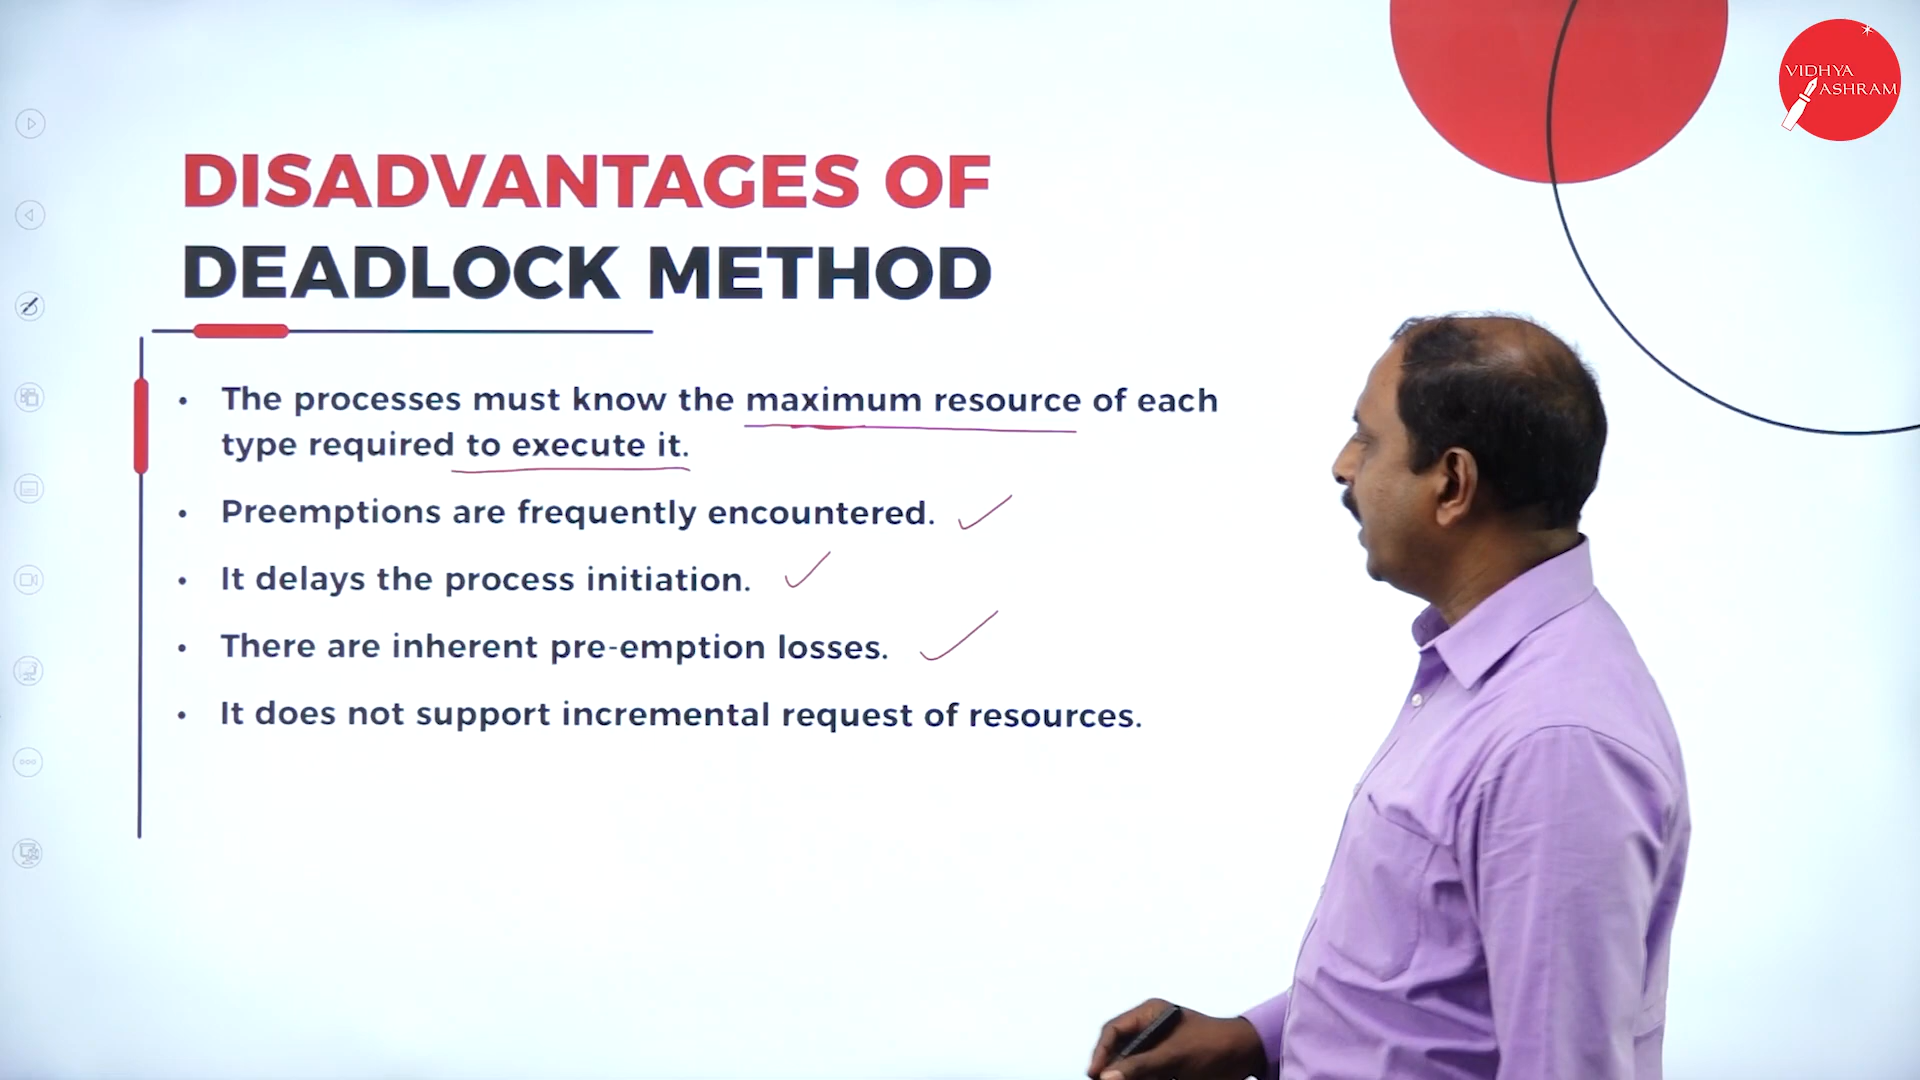 VIDHYA
ASHRAM
DISADVANTAGES OF
DEADLOCK METHOD
• The processes must know the maximum resource of each
type required to execute it.
• Preemptions are frequently encountered.
• It delays the process initiation.
• There are inherent pre-emption losses.
• It does not support incremental request of resources.